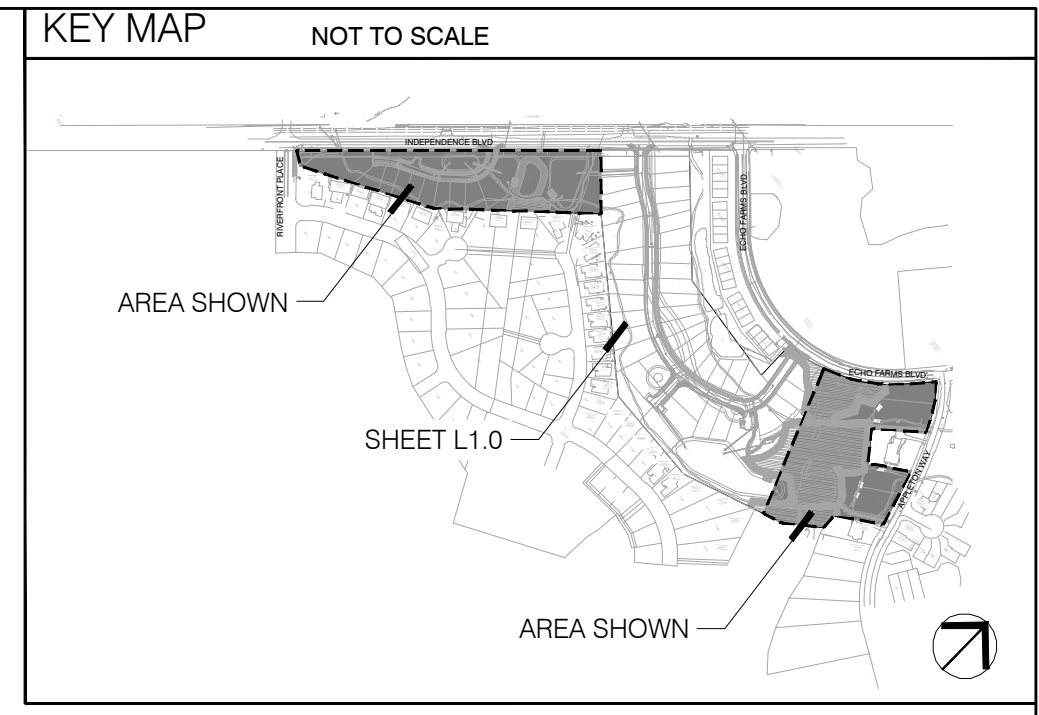 KEY MAP
NOT TO SCALE
INDEPENDENCE BLVD
RIVERFRONT PLACE
ECHO FARMS BLVD.
AREA SHOWN
ECHO FARMS BLVD
SHEET L1.0
APPLETON WAY
AREA SHOWN